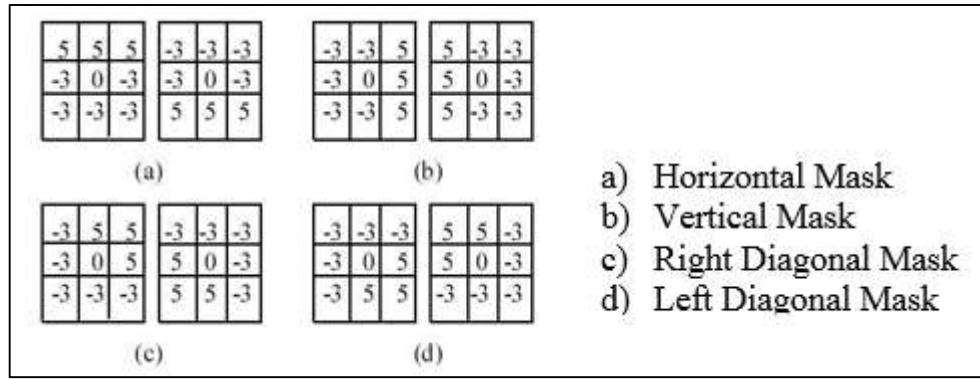 5 5 5 -3 -3 -3 -3 -3 5 5 -3 -3
-3 0 -3 -3 0 -3 -3 0 5 5 0 -3
-3 -3 -3 5 5 5 -3 -3 5 5 -3 -3
(a) (b)
-3 5 5 -3 -3 -3 -3 -3 -3 5 5 -3
-3 0 5 5 0 -3 -3 0 5 5 0 -3
-3 -3 -3 5 5 -3 -3 5 5 -3 -3 -3
(c) (d)
a) Horizontal Mask
b) Vertical Mask
c) Right Diagonal Mask
d) Left Diagonal Mask